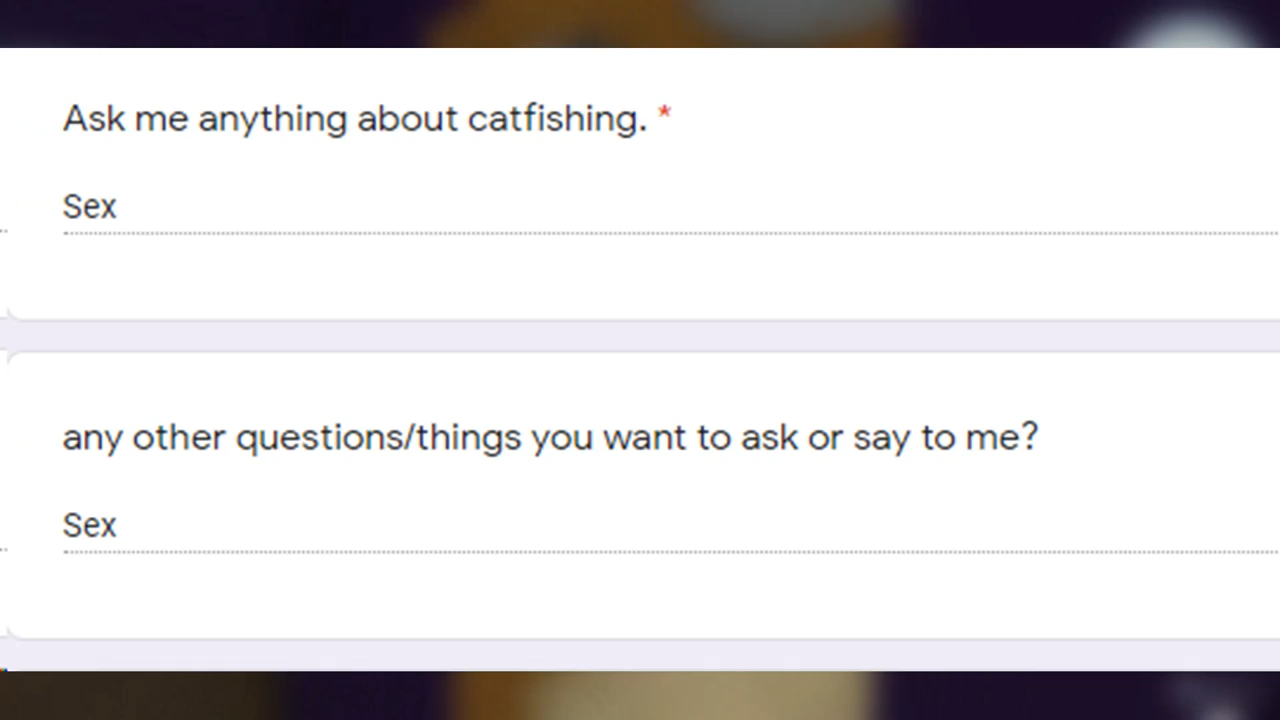 Ask me anything about catfishing. *
Sex
any other questions/things you want to ask or say to me?
Sex